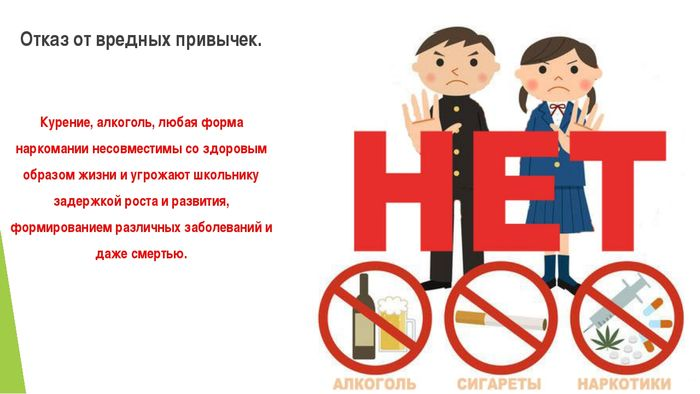 Отказ от вредных привычек.
Курение, алкоголь, любая форма
наркомании несовместимы со здоровым
образом жизни и угрожают школьнику
задержкой роста и развития,
формированием различных заболеваний и
даже смертью.
НЕТ
АЛКОГОЛЬ СИГАРЕТЫ НАРКОТИКИ